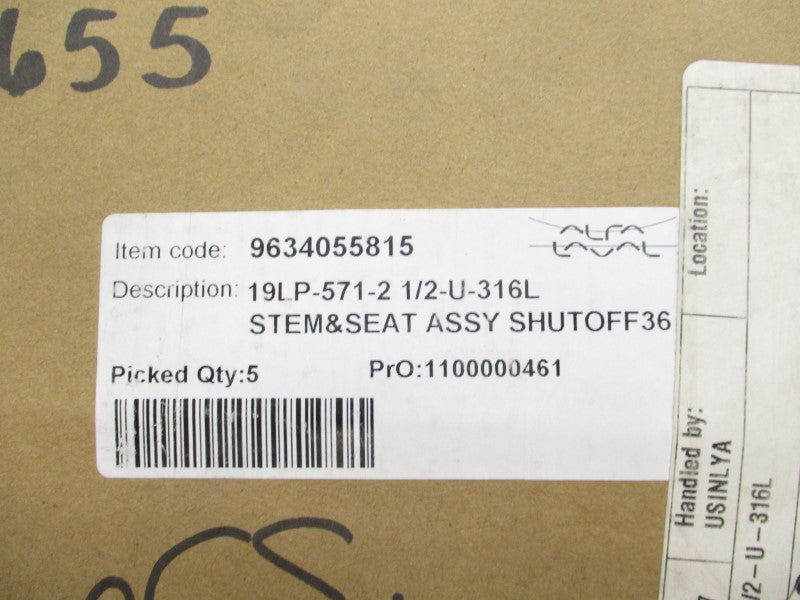 655
Item code: 9634055815
ALFA
LAVAL
Description: 19LP-571-2 1/2-U-316L
STEM&SEAT ASSY SHUTOFF36
Picked Qty:5 PrO:1100000461
Location:
Handled by:
USINLYA
1/2-U-316L